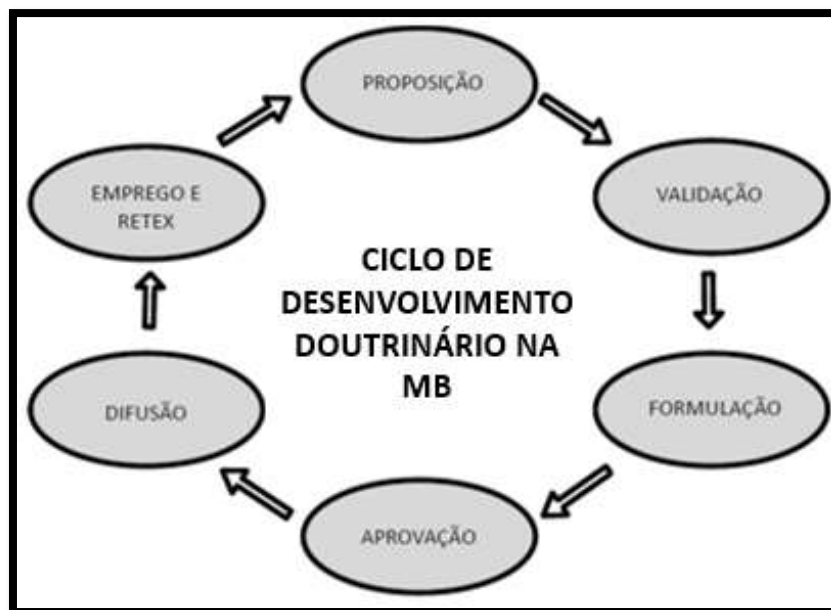 PROPOSIÇÃO
VALIDAÇÃO
FORMULAÇÃO
APROVAÇÃO
DIFUSÃO
EMPREGO E
RETEX
CICLO DE
DESENVOLVIMENTO
DOUTRINÁRIO NA
MB